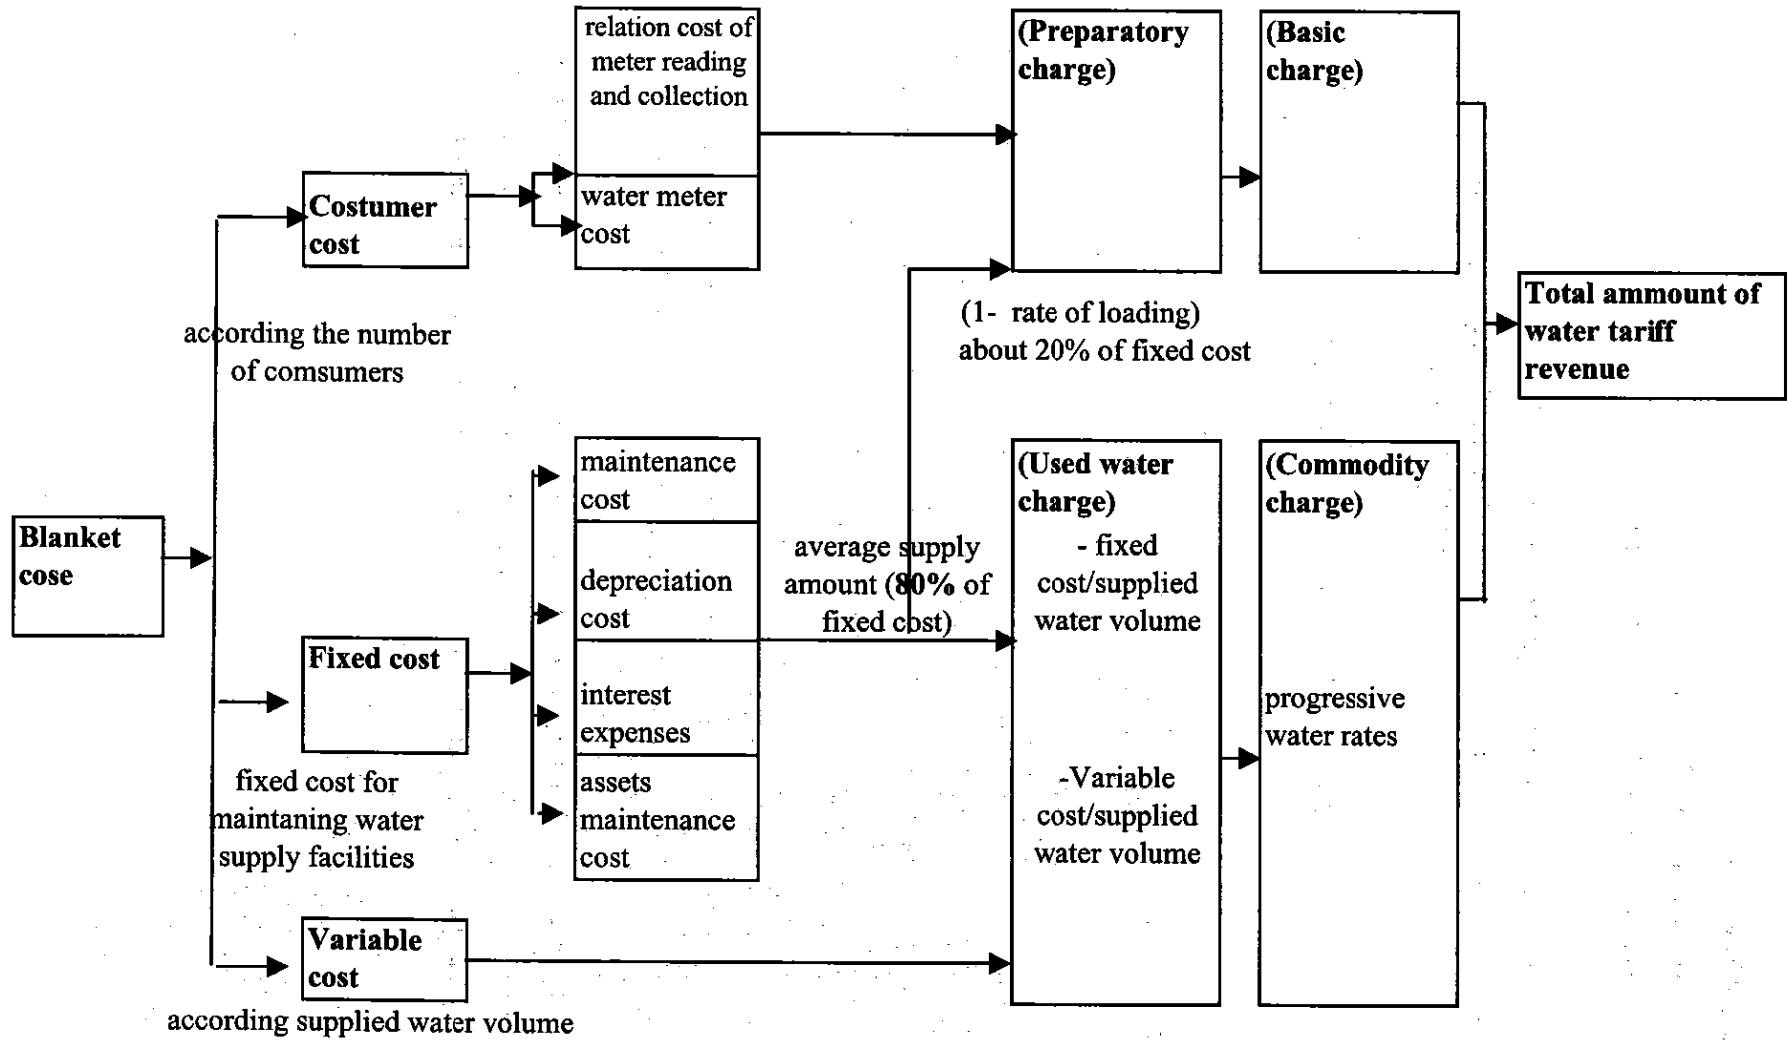 relation cost of
meter reading
and collection
water meter
cost
(Preparatory
charge)
(Basic
charge)
Costumer
cost
according the number
of comsumers
(1- rate of loading)
about 20% of fixed cost
Total ammount of
water tariff
revenue
Blanket
cose
maintenance
cost
depreciation
cost
interest
expenses
assets
maintenance
cost
average supply
amount (80% of
fixed cost)
(Used water
charge)
- fixed
cost/supplied
water volume
-Variable
cost/supplied
water volume
(Commodity
charge)
progressive
water rates
Fixed cost
fixed cost for
maintaning water
supply facilities
Variable
cost
according supplied water volume